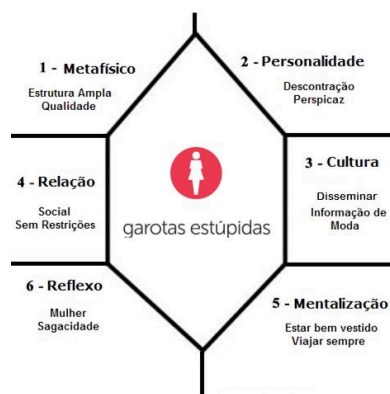 1 - Metafísico
Estrutura Ampla
Qualidade
2 - Personalidade
Descontração
Perspicaz
3 - Cultura
Disseminar
Informação de
Moda
4 - Relação
Social
Sem Restrições
garotas estúpidas
5 - Mentalização
Estar bem vestido
Viajar sempre
6 - Reflexo
Mulher
Sagacidade